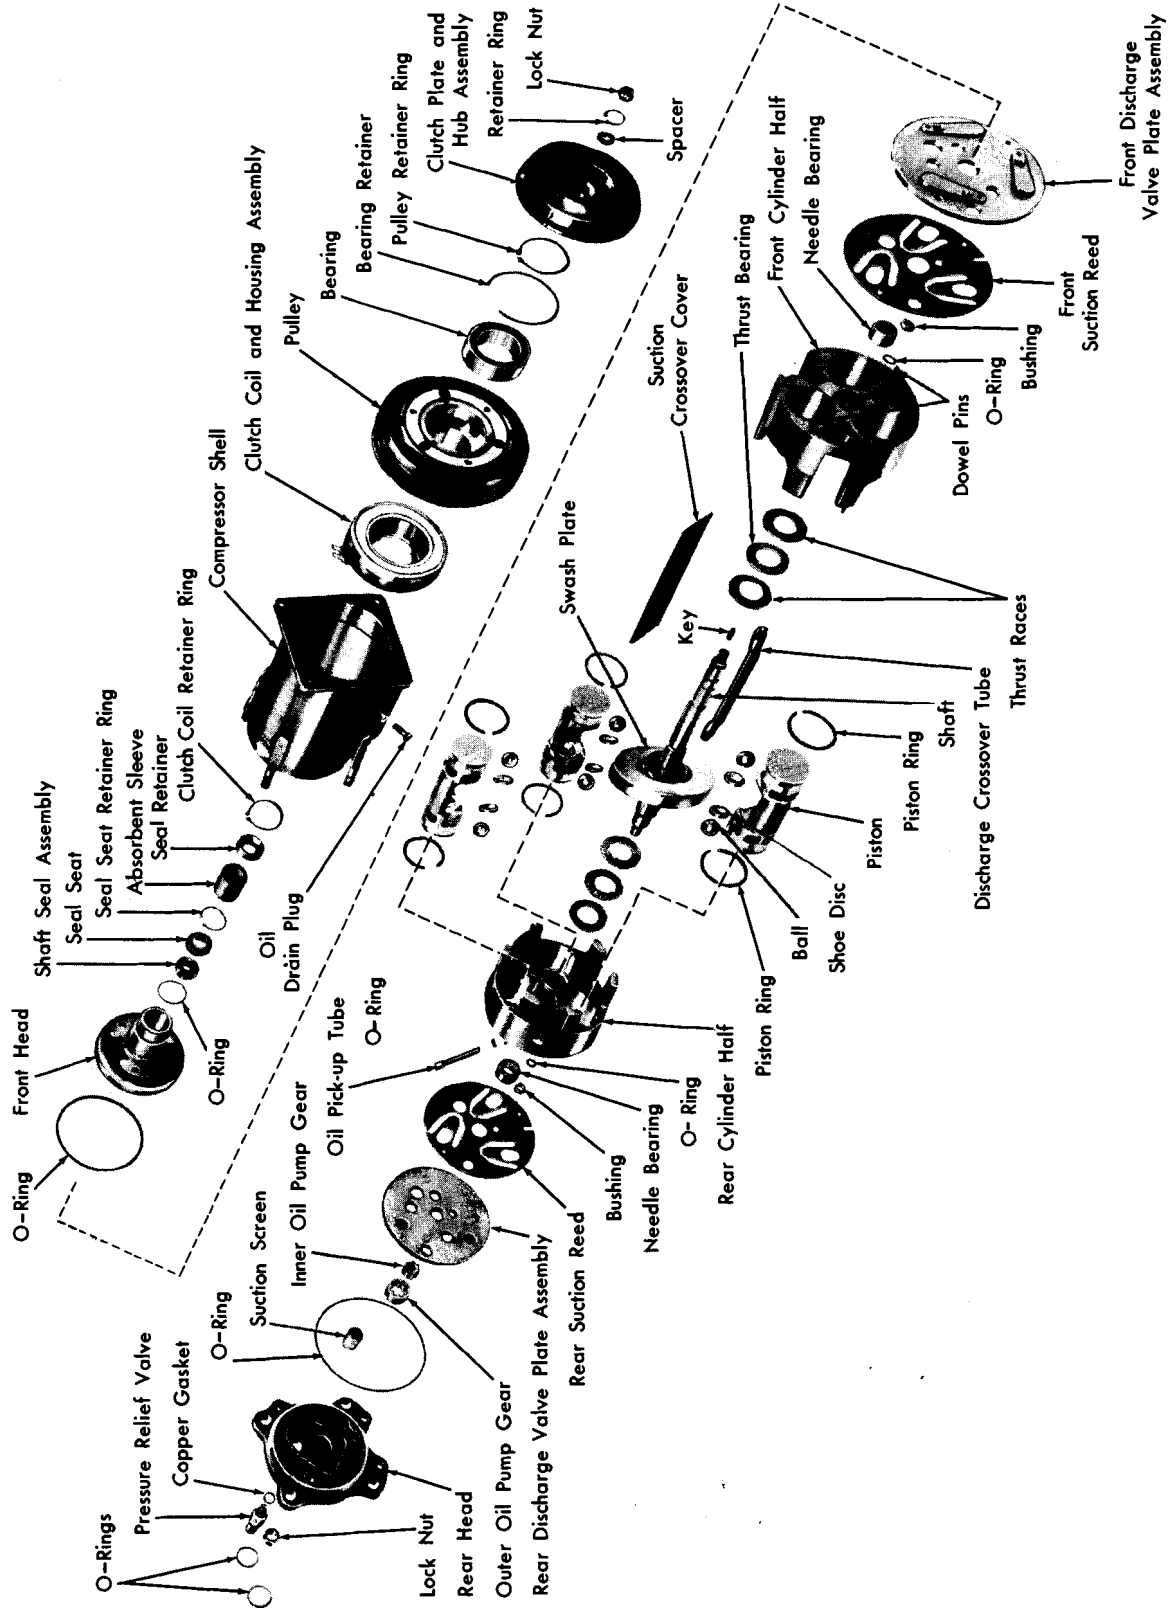 O-Rings
Pressure Relief Valve
Copper Gasket
O-Ring
Suction Screen
Inner Oil Pump Gear
Oil Pick-up Tube
O-Ring
O-Ring
Front Head
O-Ring
Shaft Seal Assembly
Seal Seat
Seal Seat Retainer Ring
Absorbent Sleeve
Seal Retainer
Clutch Coil Retainer Ring
Compressor Shell
Clutch Coil and Housing Assembly
Pulley
Bearing
Bearing Retainer
Pulley Retainer Ring
Clutch Plate and
Hub Assembly
Retainer Ring
Lock Nut
Spacer
Oil
Drain Plug
Lock Nut
Rear Head
Outer Oil Pump Gear
Rear Discharge Valve Plate Assembly
Rear Suction Reed
Bushing
Needle Bearing
O-Ring
Rear Cylinder Half
Piston Ring
Ball
Shoe Disc
Piston
Piston Ring
Shaft
Discharge Crossover Tube
Thrust Races
Swash Plate
Key
Suction
Crossover Cover
Thrust Bearing
Front Cylinder Half
Needle Bearing
Dowel Pins
O-Ring
Bushing
Front
Suction Reed
Front Discharge
Valve Plate Assembly